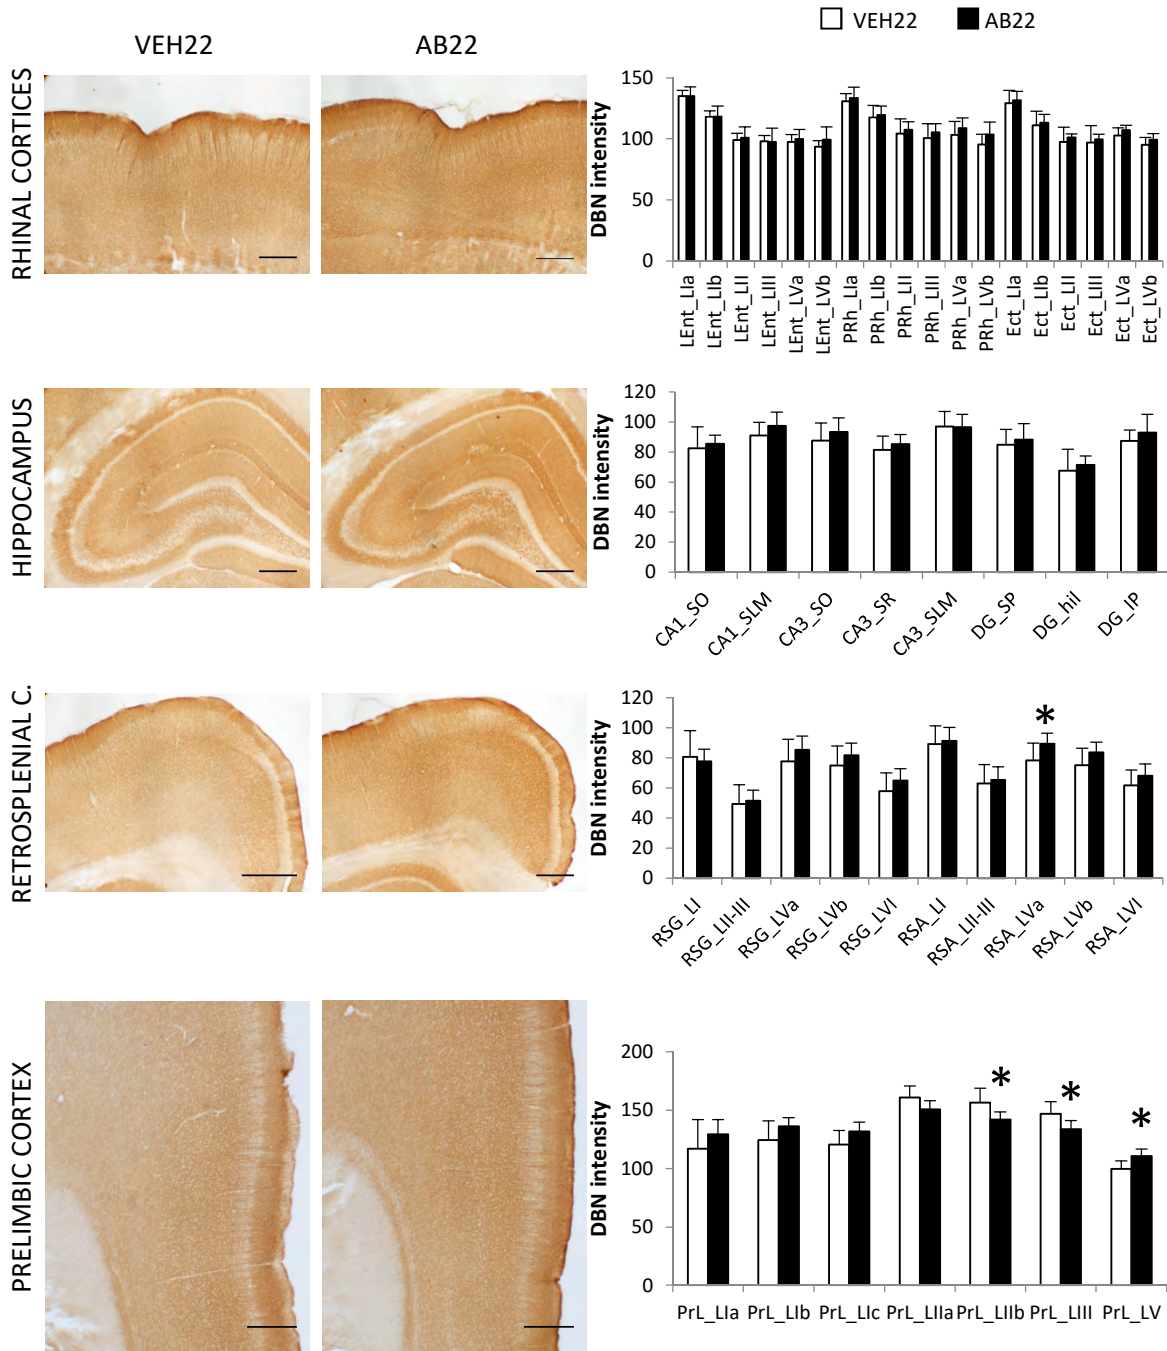 VEH22
AB22
VEH22
AB22
RHINAL CORTICES
DBN intensity
150
100
50
0
LEnt_LIa
LEnt_LIb
LEnt_LII
LEnt_LIII
LEnt_LVa
LEnt_LVb
PRh_LIa
PRh_LIb
PRh_LII
PRh_LIII
PRh_LVa
PRh_LVb
Ect_LIa
Ect_LIb
Ect_LII
Ect_LIII
Ect_LVa
Ect_LVb
HIPPOCAMPUS
DBN intensity
120
100
80
60
40
20
0
CA1_SO
CA1_SLM
CA3_SO
CA3_SR
CA3_SLM
DG_SP
DG_hil
DG_IP
RETROSPLENIAL C.
DBN intensity
120
100
80
60
40
20
0
*
RSG_LI
RSG_LII-III
RSG_LVa
RSG_LVb
RSG_LVI
RSA_LI
RSA_LII-III
RSA_LVa
RSA_LVb
RSA_LVI
PRELIMBIC CORTEX
DBN intensity
200
150
100
50
0
* * *
PrL_LIa PrL_LIb PrL_LIc PrL_LIIa PrL_LIIb PrL_LIII PrL_LV